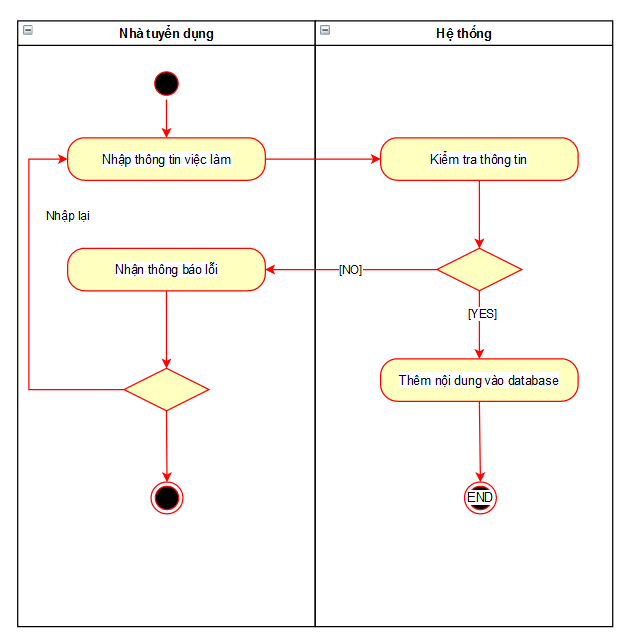 Nhà tuyển dụng
Hệ thống
Nhập thông tin việc làm
Kiểm tra thông tin
Nhập lại
Nhận thông báo lỗi
[NO]
[YES]
Thêm nội dung vào database
END